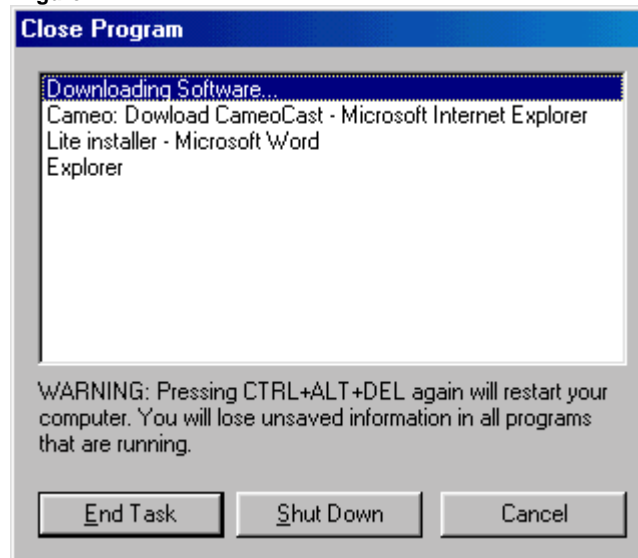 Close Program
Downloading Software...
Cameo: Dowload CameoCast - Microsoft Internet Explorer
Lite installer - Microsoft Word
Explorer
WARNING: Pressing CTRL+ALT+DEL again will restart your
computer. You will lose unsaved information in all programs
that are running.
End Task
Shut Down
Cancel